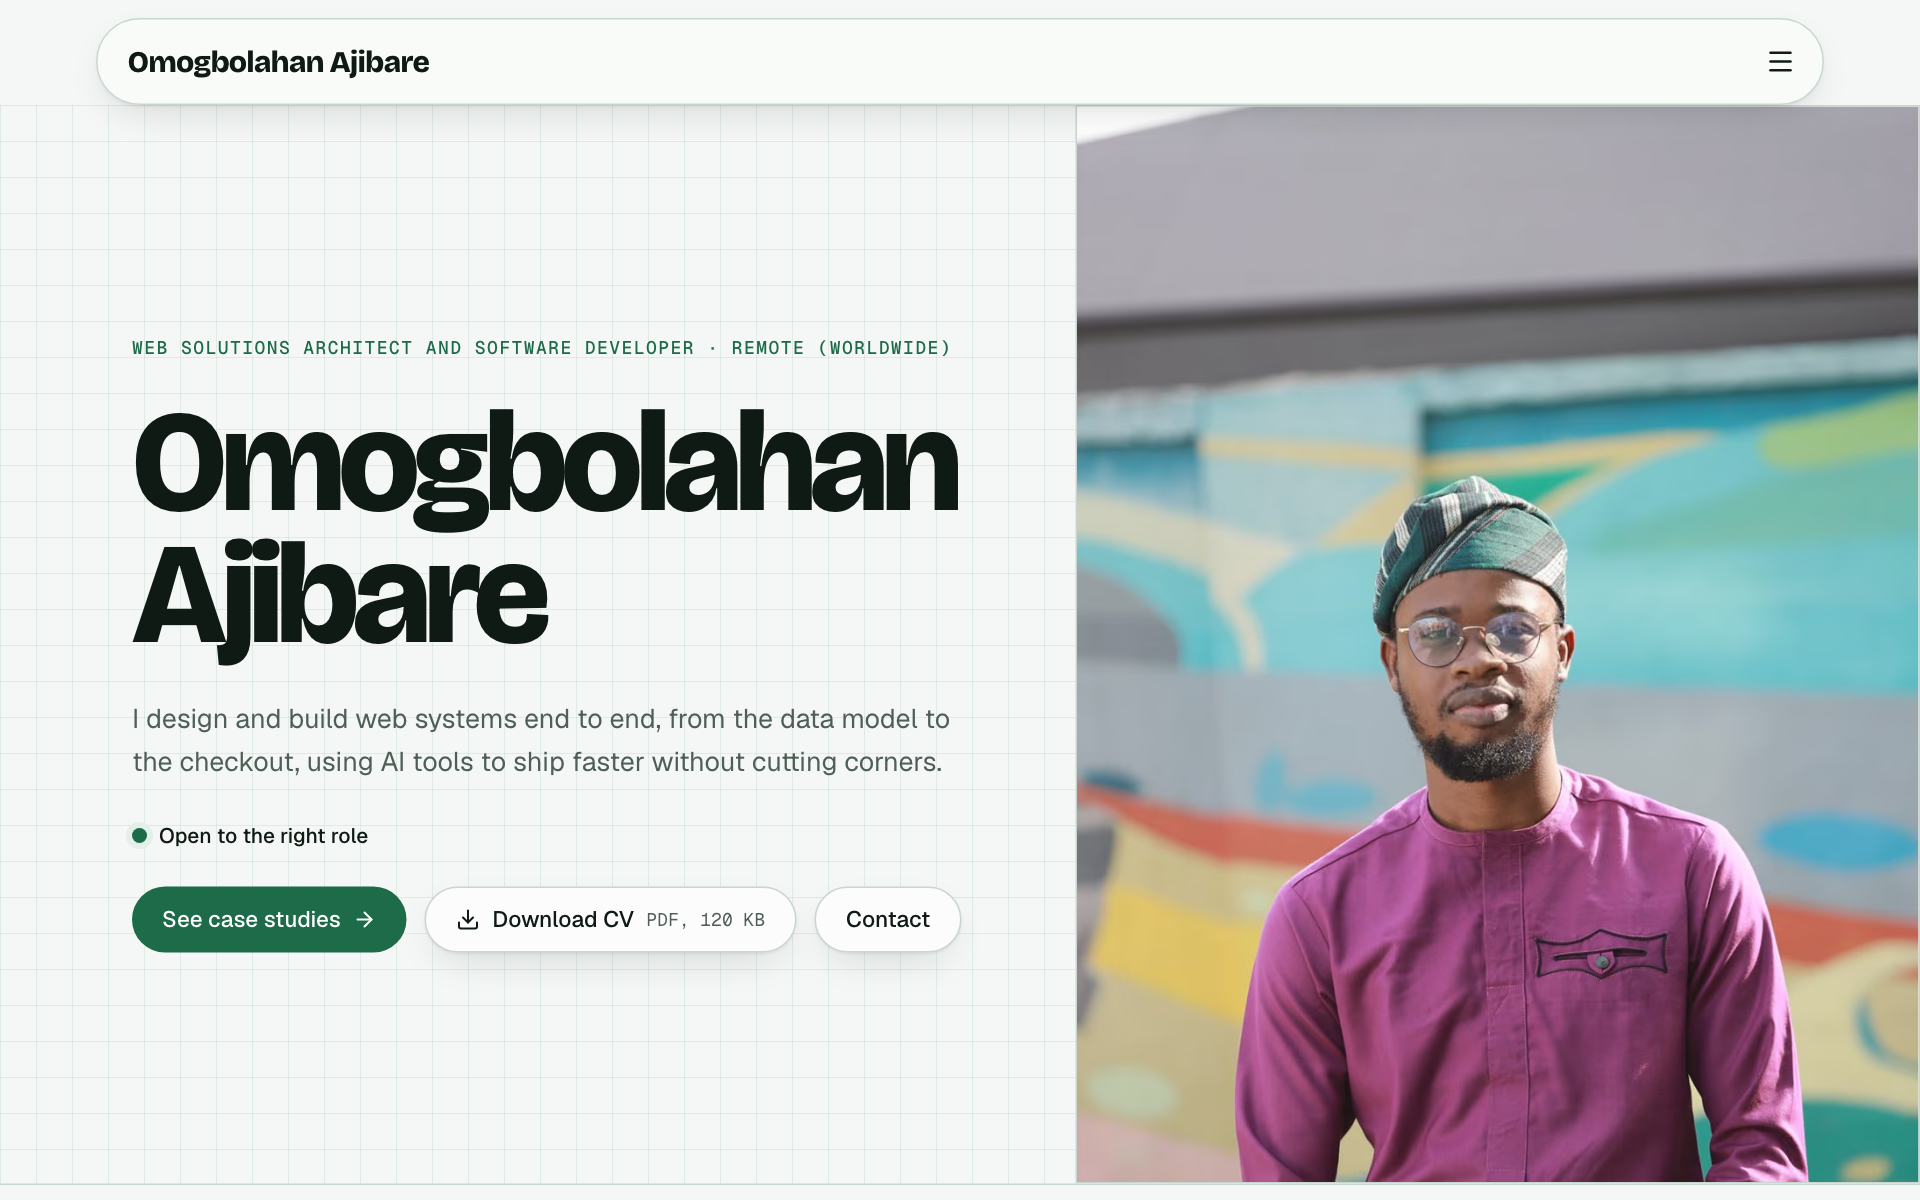 Omogbolahan Ajibare
WEB SOLUTIONS ARCHITECT AND SOFTWARE DEVELOPER · REMOTE (WORLDWIDE)
Omogbolahan
Ajibare
I design and build web systems end to end, from the data model to
the checkout, using AI tools to ship faster without cutting corners.
Open to the right role
See case studies →
Download CV PDF, 120 KB
Contact